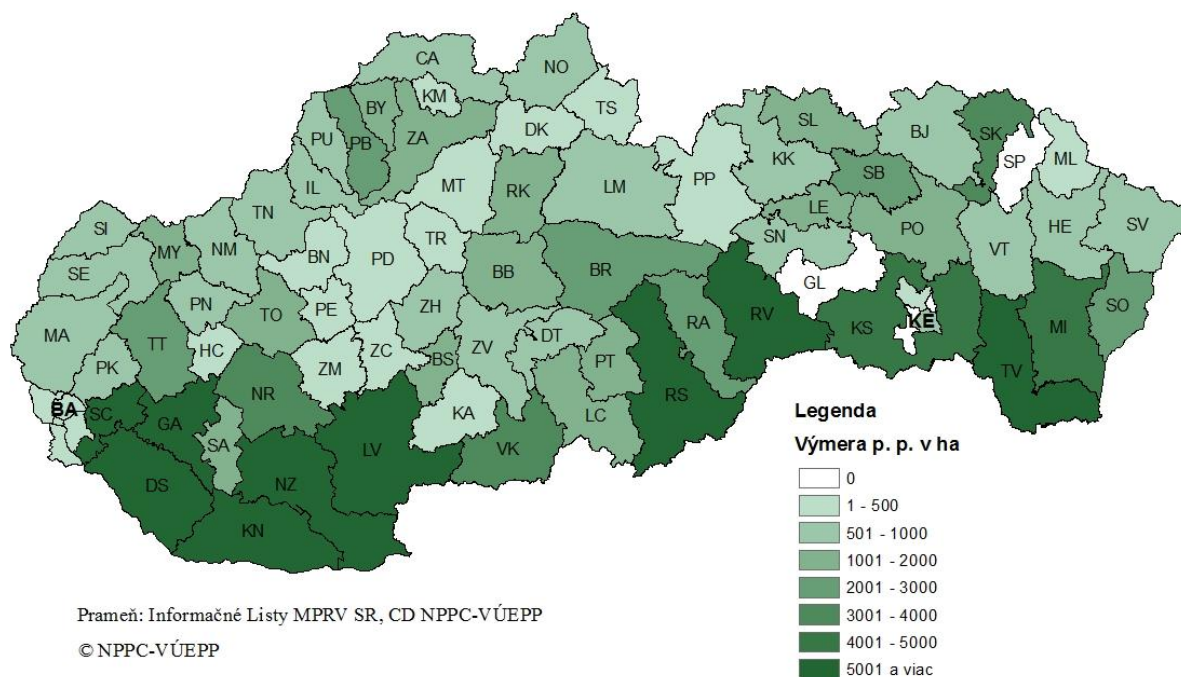 CA
NO
KM
TS
BY
PU
PB
ZA
DK
SL
BJ
SK
SP
ML
KK
SB
IL
MT
RK
LM
PP
TN
LE
PO
HE
SV
SI
MY
NM
BN
PD
TR
SN
VT
SE
BB
BR
GL
PN
TO
PE
ZH
SO
MA
TT
HC
RA
RV
KS
KE
MI
PK
ZM
ZC
BS
ZV
DT
PT
TV
BA
SC
GA
NR
KA
RS
SA
LV
VK
LC
DS
NZ
KN
Legenda
Výmera p. p. v ha
0
1 - 500
501 - 1000
1001 - 2000
2001 - 3000
3001 - 4000
4001 - 5000
5001 a viac
Prameń: Informačné Listy MPRV SR, CD NPPC-VÚEPP
© NPPC-VÚEPP